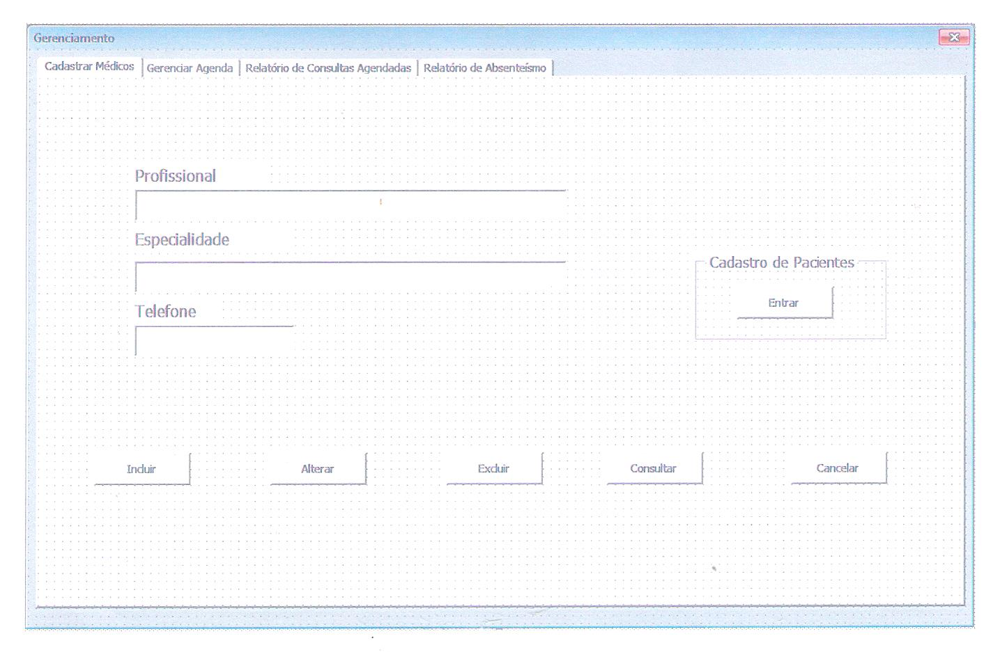 Gerenciamento
Cadastrar Médicos Gerenciar Agenda Relatório de Consultas Agendadas Relatório de Absenteísmo
Profissional
Especialidade
Cadastro de Pacientes
Entrar
Telefone
Incluir Alterar Excluir Consultar Cancelar